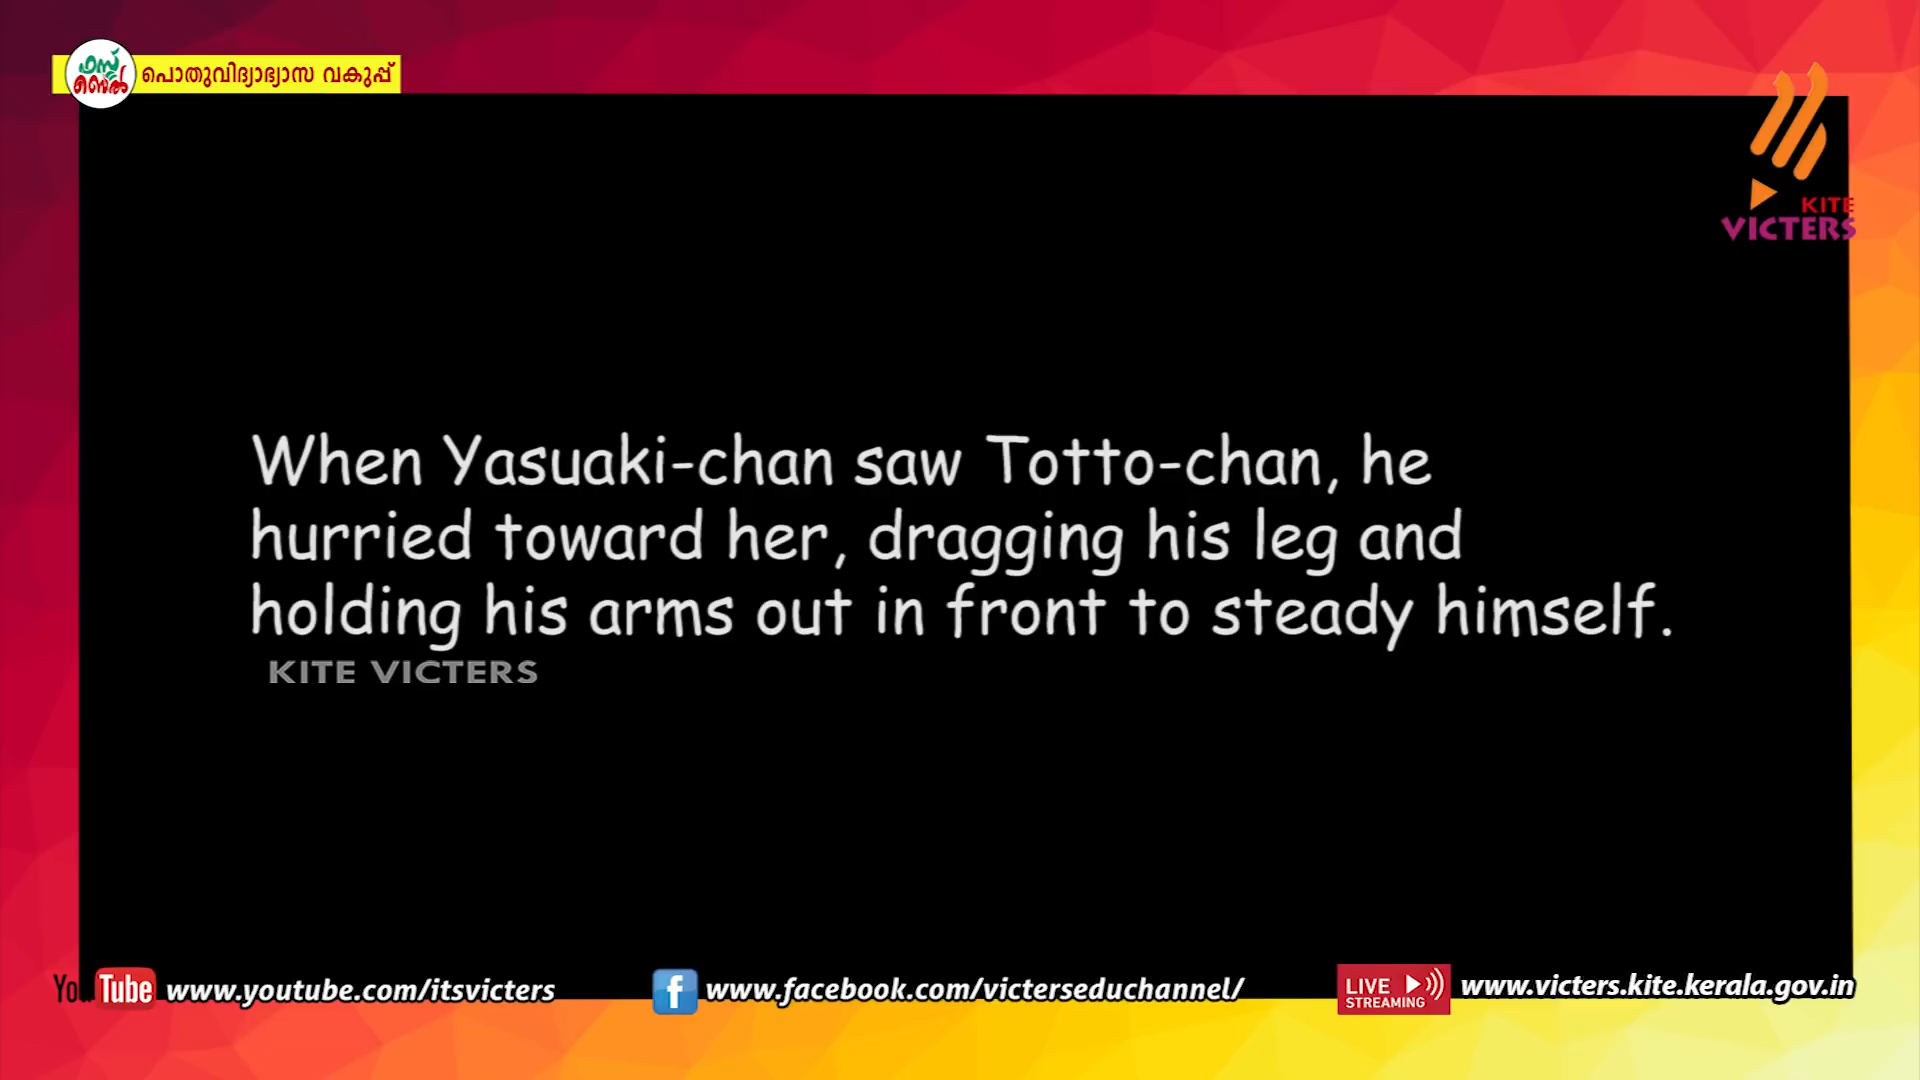 ഫസ്റ്റ്
ബെൽ
പൊതുവിദ്യാഭ്യാസ വകുപ്പ്
KITE
VICTERS
When Yasuaki-chan saw Totto-chan, he
hurried toward her, dragging his leg and
holding his arms out in front to steady himself.
KITE VICTERS
YouTube www.youtube.com/itsvicters
f www.facebook.com/victerseduchannel/
LIVE
STREAMING
www.victers.kite.kerala.gov.in